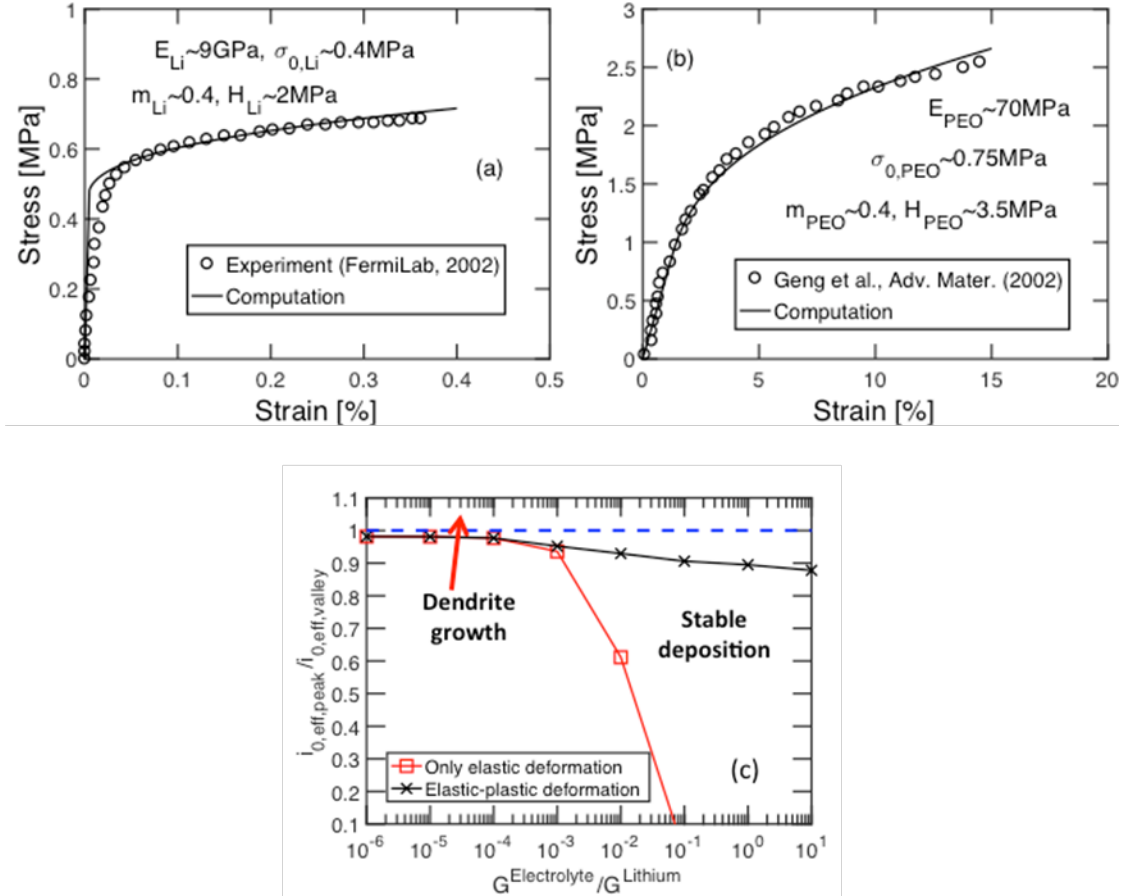 E_Li~9GPa, σ_0,Li~0.4MPa
m_Li~0.4, H_Li~2MPa
(a)
Experiment (FermiLab, 2002)
Computation
Stress [MPa]
0
0.2
0.4
0.6
0.8
1
0
0.1
0.2
0.3
0.4
0.5
Strain [%]
(b)
E_PEO~70MPa
σ_0,PEO~0.75MPa
m_PEO~0.4, H_PEO~3.5MPa
Geng et al., Adv. Mater. (2002)
Computation
Stress [MPa]
0
0.5
1
1.5
2
2.5
3
0
5
10
15
20
Strain [%]
1.1
1
0.9
0.8
0.7
0.6
0.5
0.4
0.3
0.2
0.1
i_0,eff,peak/i_0,eff,valley
Dendrite
growth
Stable
deposition
Only elastic deformation
Elastic-plastic deformation
(c)
10^-6
10^-5
10^-4
10^-3
10^-2
10^-1
10^0
10^1
G^Electrolyte/G^Lithium